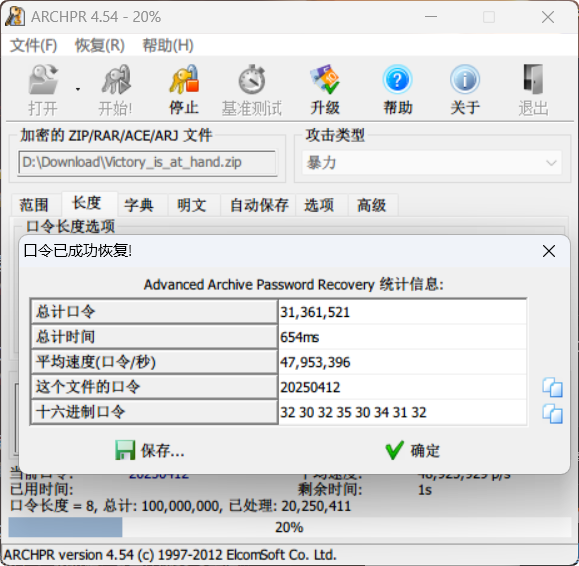 ARCHPR 4.54 - 20%
文件(F) 恢复(R) 帮助(H)
打开 开始! 停止 基准测试 升级 帮助 关于 退出
加密的 ZIP/RAR/ACE/ARJ 文件 攻击类型
D:\Download\Victory_is_at_hand.zip 暴力
范围 长度 字典 明文 自动保存 选项 高级
口令长度选项
口令已成功恢复!
Advanced Archive Password Recovery 统计信息:
总计口令 31,361,521
总计时间 654ms
平均速度(口令/秒) 47,953,396
这个文件的口令 20250412
十六进制口令 32 30 32 35 30 34 31 32
保存... 确定
当前口令: 20250412 平均速度: p/s
已用时间: 剩余时间: 1s
口令长度 = 8, 总计: 100,000,000, 已处理: 20,250,411
20%
ARCHPR version 4.54 (c) 1997-2012 ElcomSoft Co. Ltd.